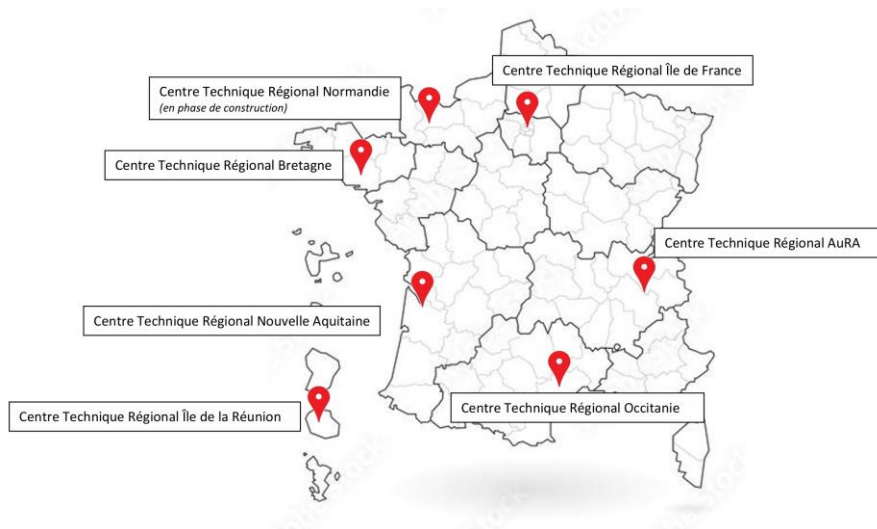 Centre Technique Régional Île de France
Centre Technique Régional Normandie
(en phase de construction)
Centre Technique Régional Bretagne
Centre Technique Régional AuRA
Centre Technique Régional Nouvelle Aquitaine
Centre Technique Régional Occitanie
Centre Technique Régional Île de la Réunion